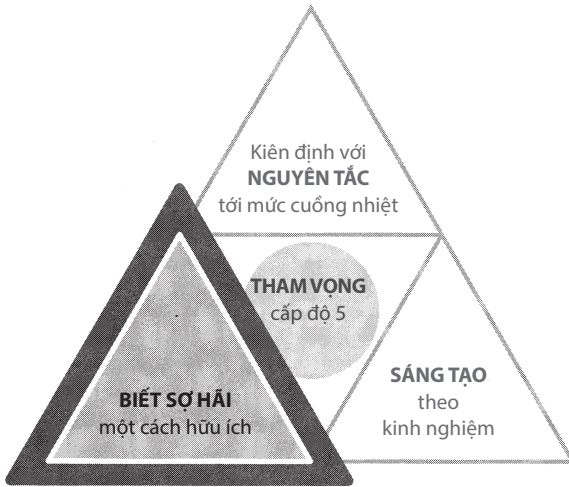 Kiên định với
NGUYÊN TẮC
tới mức cuồng nhiệt
THAM VỌNG
cấp độ 5
BIẾT SỢ HÃI
một cách hữu ích
SÁNG TẠO
theo
kinh nghiệm